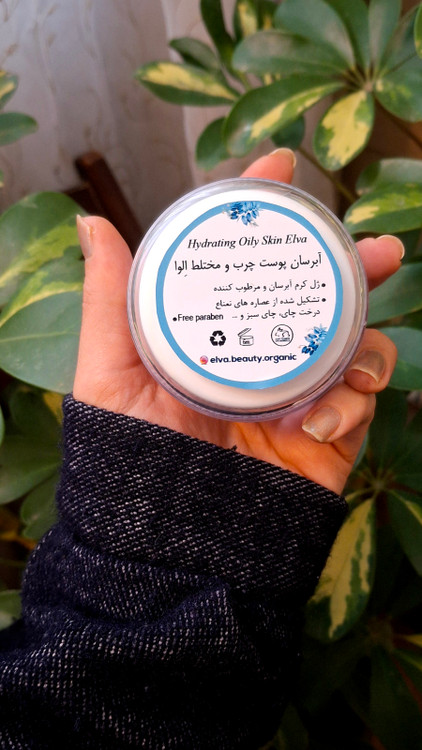 Hydrating Oily Skin Elva
آبرسان پوست چرب و مختلط اِلوا
●ژل کرم آبرسان و مرطوب کننده
●تشکیل شده از عصاره های نعناع
درخت چای، چای سبز و ... ●Free paraben
elva.beauty.organic